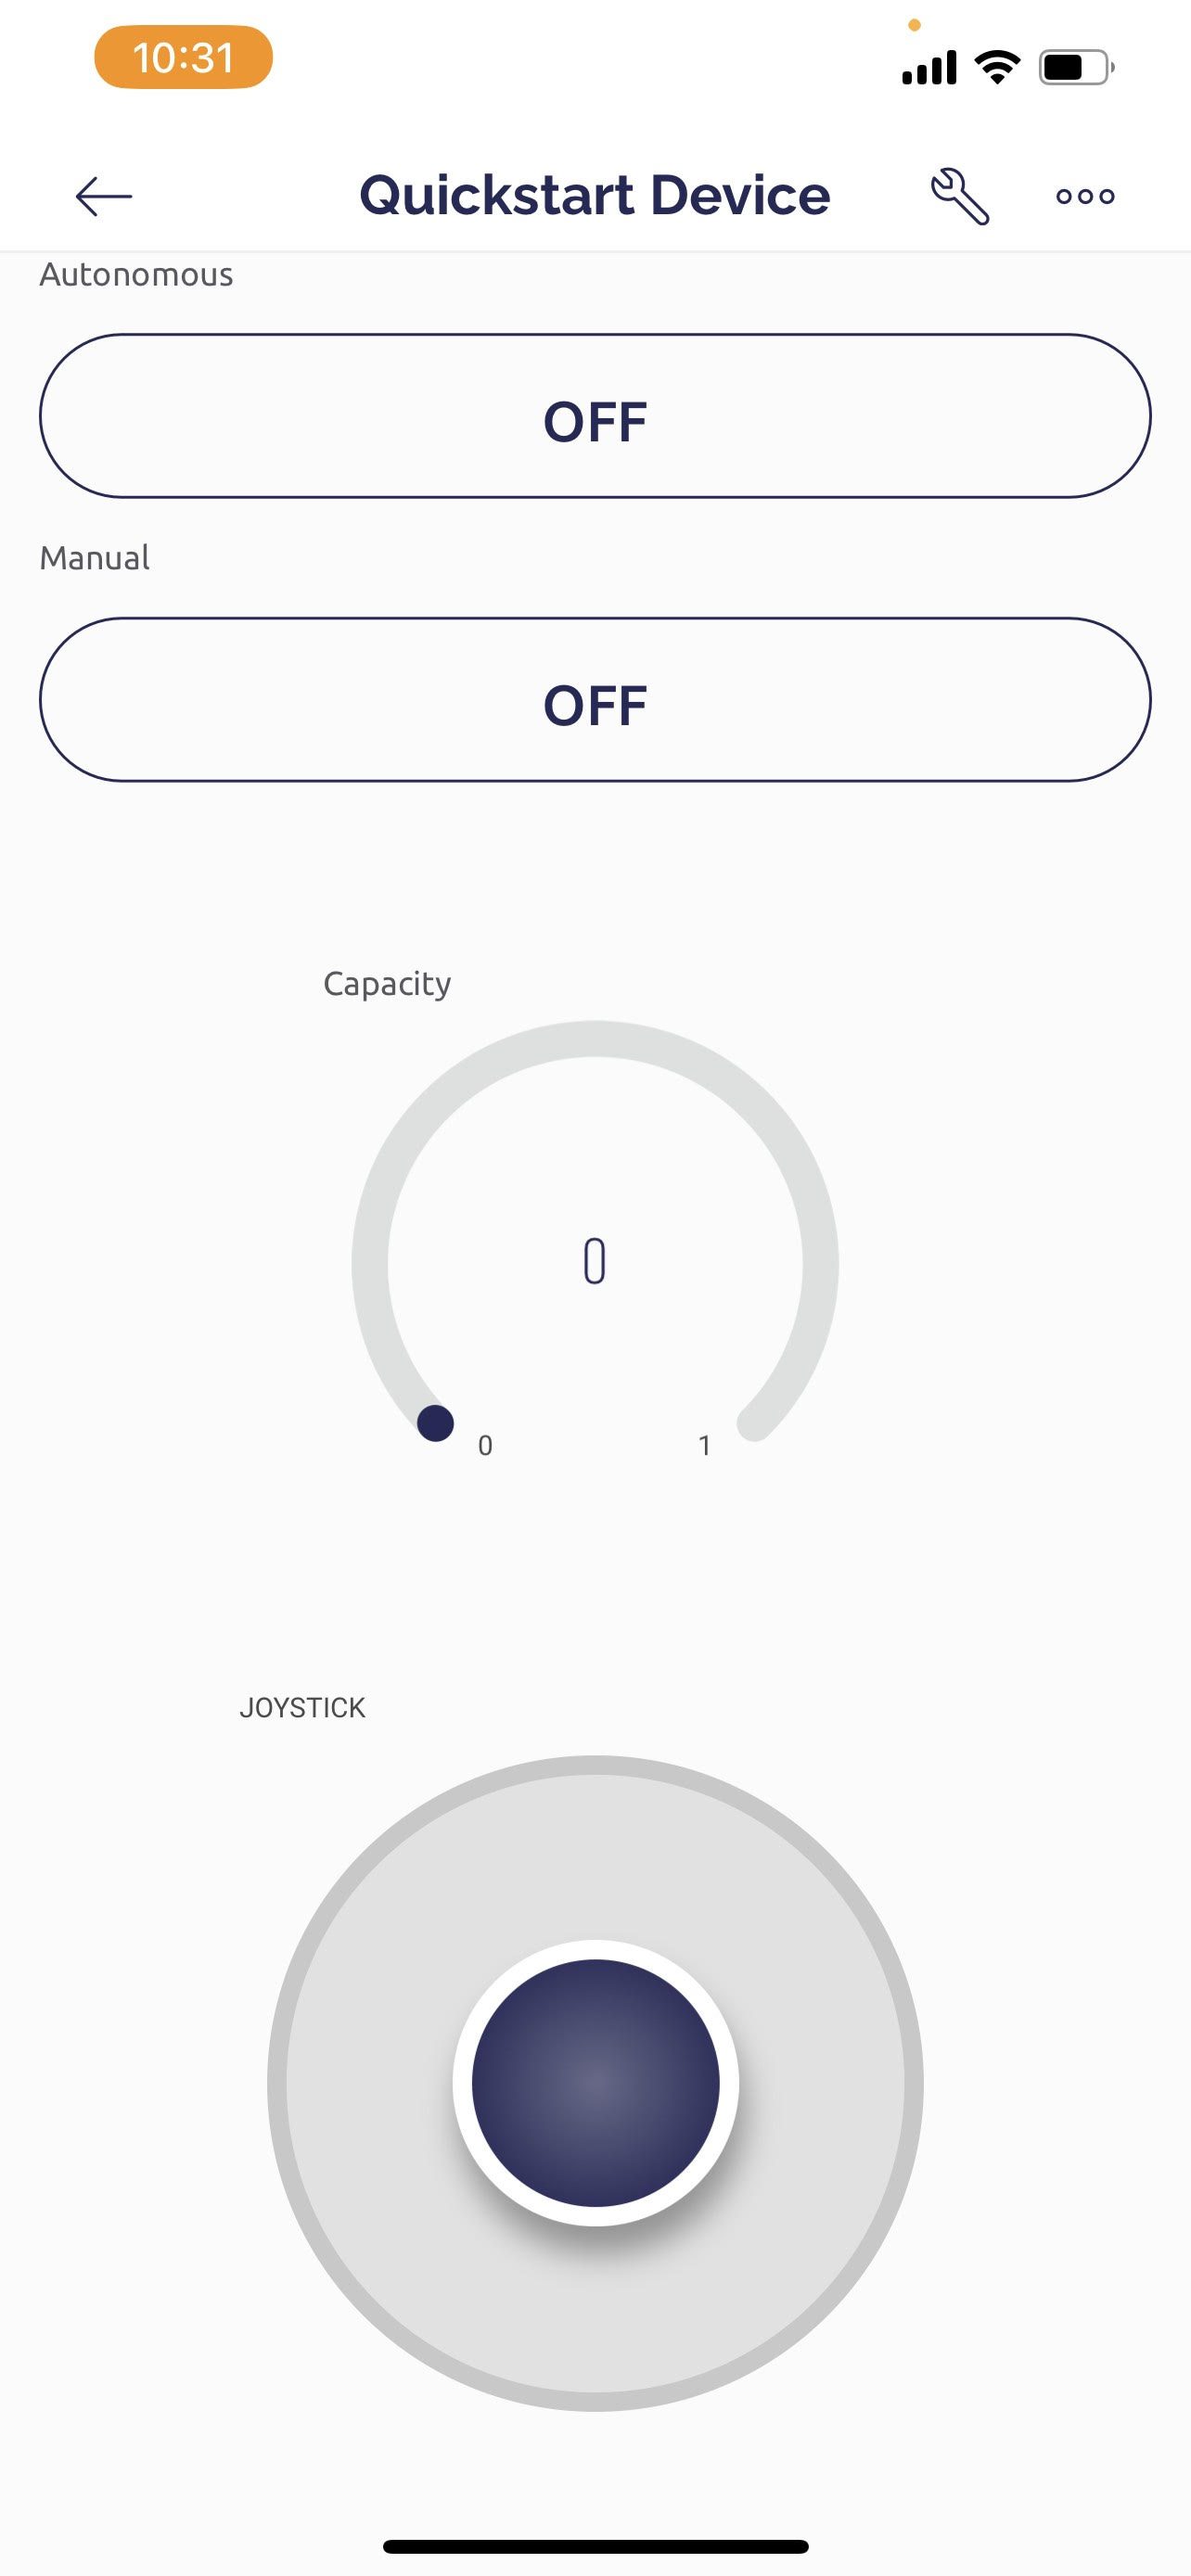 10:31
Quickstart Device
Autonomous
OFF
Manual
OFF
Capacity
0
0 1
JOYSTICK